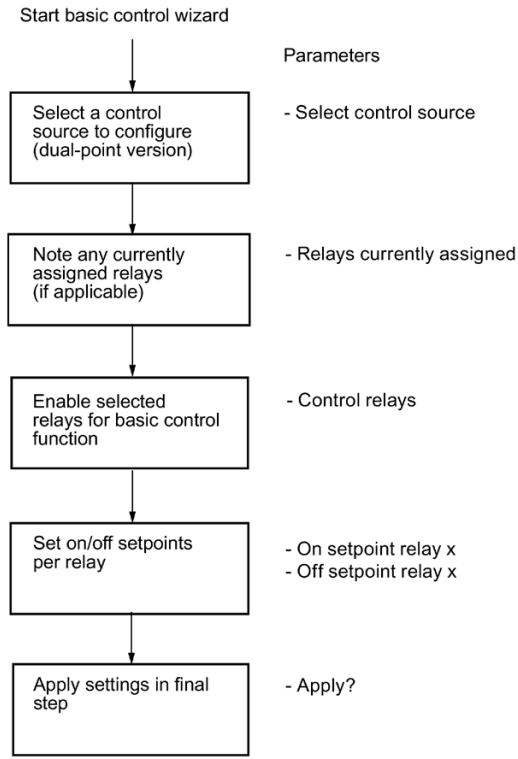 Start basic control wizard
Parameters
Select a control
source to configure
(dual-point version)
- Select control source
Note any currently
assigned relays
(if applicable)
- Relays currently assigned
Enable selected
relays for basic control
function
- Control relays
Set on/off setpoints
per relay
- On setpoint relay x
- Off setpoint relay x
Apply settings in final
step
- Apply?